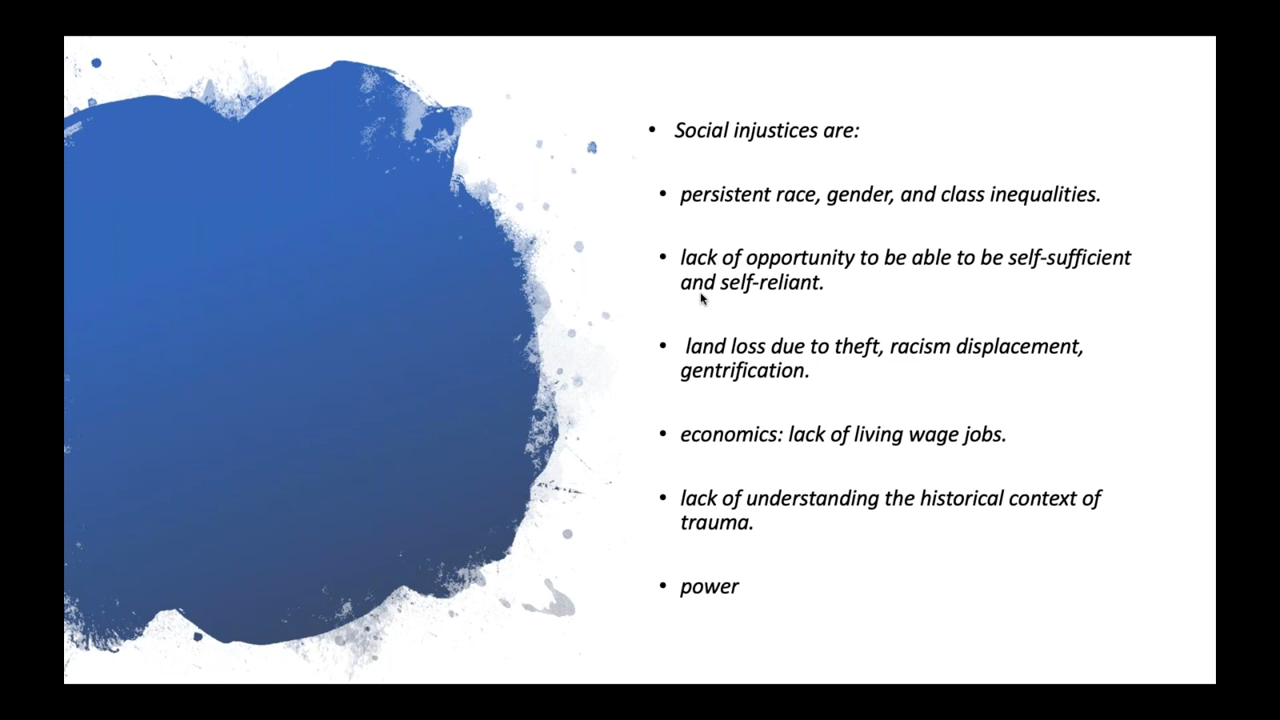 • Social injustices are:
• persistent race, gender, and class inequalities.
• lack of opportunity to be able to be self-sufficient
and self-reliant.
• land loss due to theft, racism displacement,
gentrification.
• economics: lack of living wage jobs.
• lack of understanding the historical context of
trauma.
• power